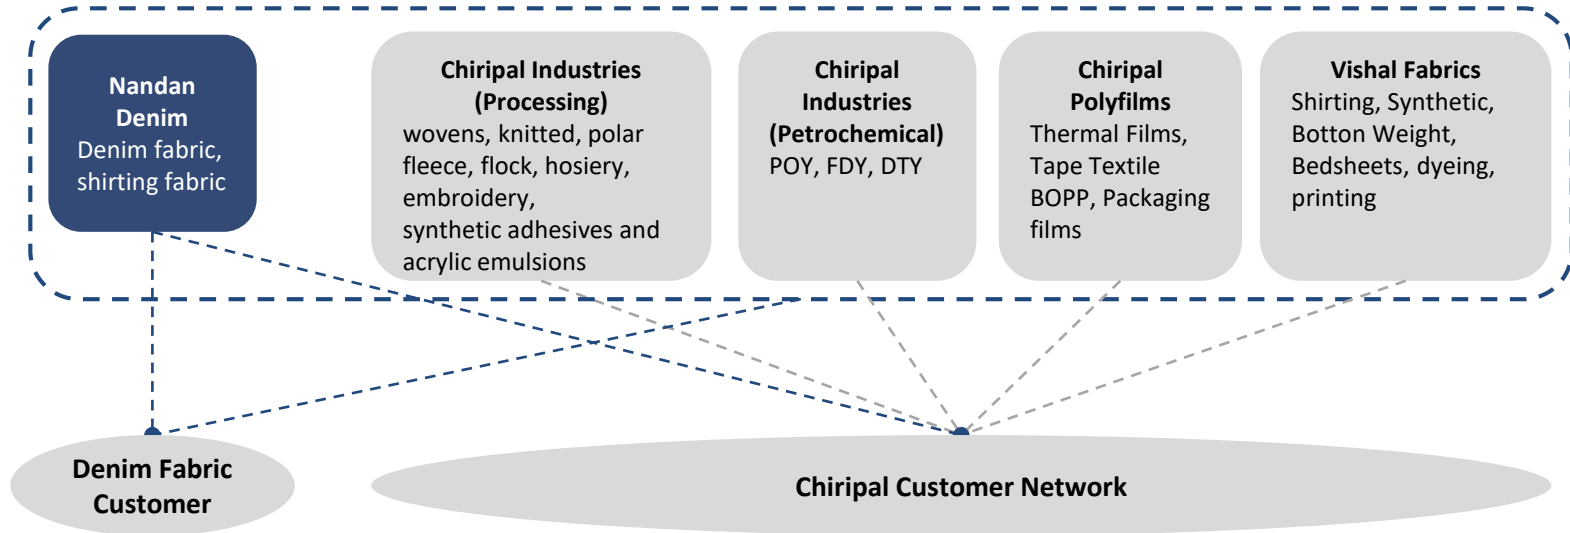 Nandan
Denim
Denim fabric,
shirting fabric
Chiripal Industries
(Processing)
wovens, knitted, polar
fleece, flock, hosiery,
embroidery,
synthetic adhesives and
acrylic emulsions
Chiripal
Industries
(Petrochemical)
POY, FDY, DTY
Chiripal
Polyfilms
Thermal Films,
Tape Textile
BOPP, Packaging
films
Vishal Fabrics
Shirting, Synthetic,
Botton Weight,
Bedsheets, dyeing,
printing
Denim Fabric
Customer
Chiripal Customer Network